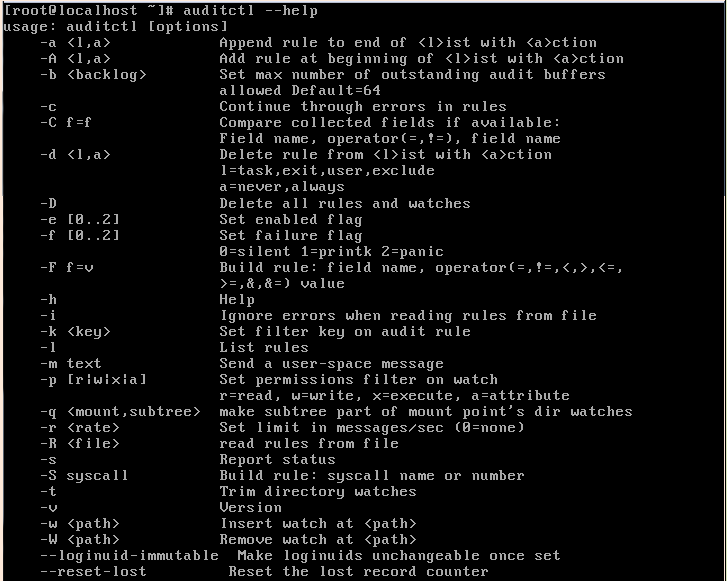 [root@localhost ~]# auditctl --help
usage: auditctl [options]
-a <l,a> Append rule to end of <l>ist with <a>ction
-A <l,a> Add rule at beginning of <l>ist with <a>ction
-b <backlog> Set max number of outstanding audit buffers
allowed Default=64
-c Continue through errors in rules
-C f=f Compare collected fields if available:
Field name, operator(=,!=), field name
-d <l,a> Delete rule from <l>ist with <a>ction
l=task,exit,user,exclude
a=never,always
-D Delete all rules and watches
-e [0..2] Set enabled flag
-f [0..2] Set failure flag
0=silent 1=printk 2=panic
-F f=v Build rule: field name, operator(=,!=,<,>,<=,
>=,&,&=) value
-h Help
-i Ignore errors when reading rules from file
-k <key> Set filter key on audit rule
-l List rules
-m text Send a user-space message
-p [r|w|x|a] Set permissions filter on watch
r=read, w=write, x=execute, a=attribute
-q <mount,subtree> make subtree part of mount point's dir watches
-r <rate> Set limit in messages/sec (0=none)
-R <file> read rules from file
-s Report status
-S syscall Build rule: syscall name or number
-t Trim directory watches
-v Version
-w <path> Insert watch at <path>
-W <path> Remove watch at <path>
--loginuid-immutable Make loginuids unchangeable once set
--reset-lost Reset the lost record counter